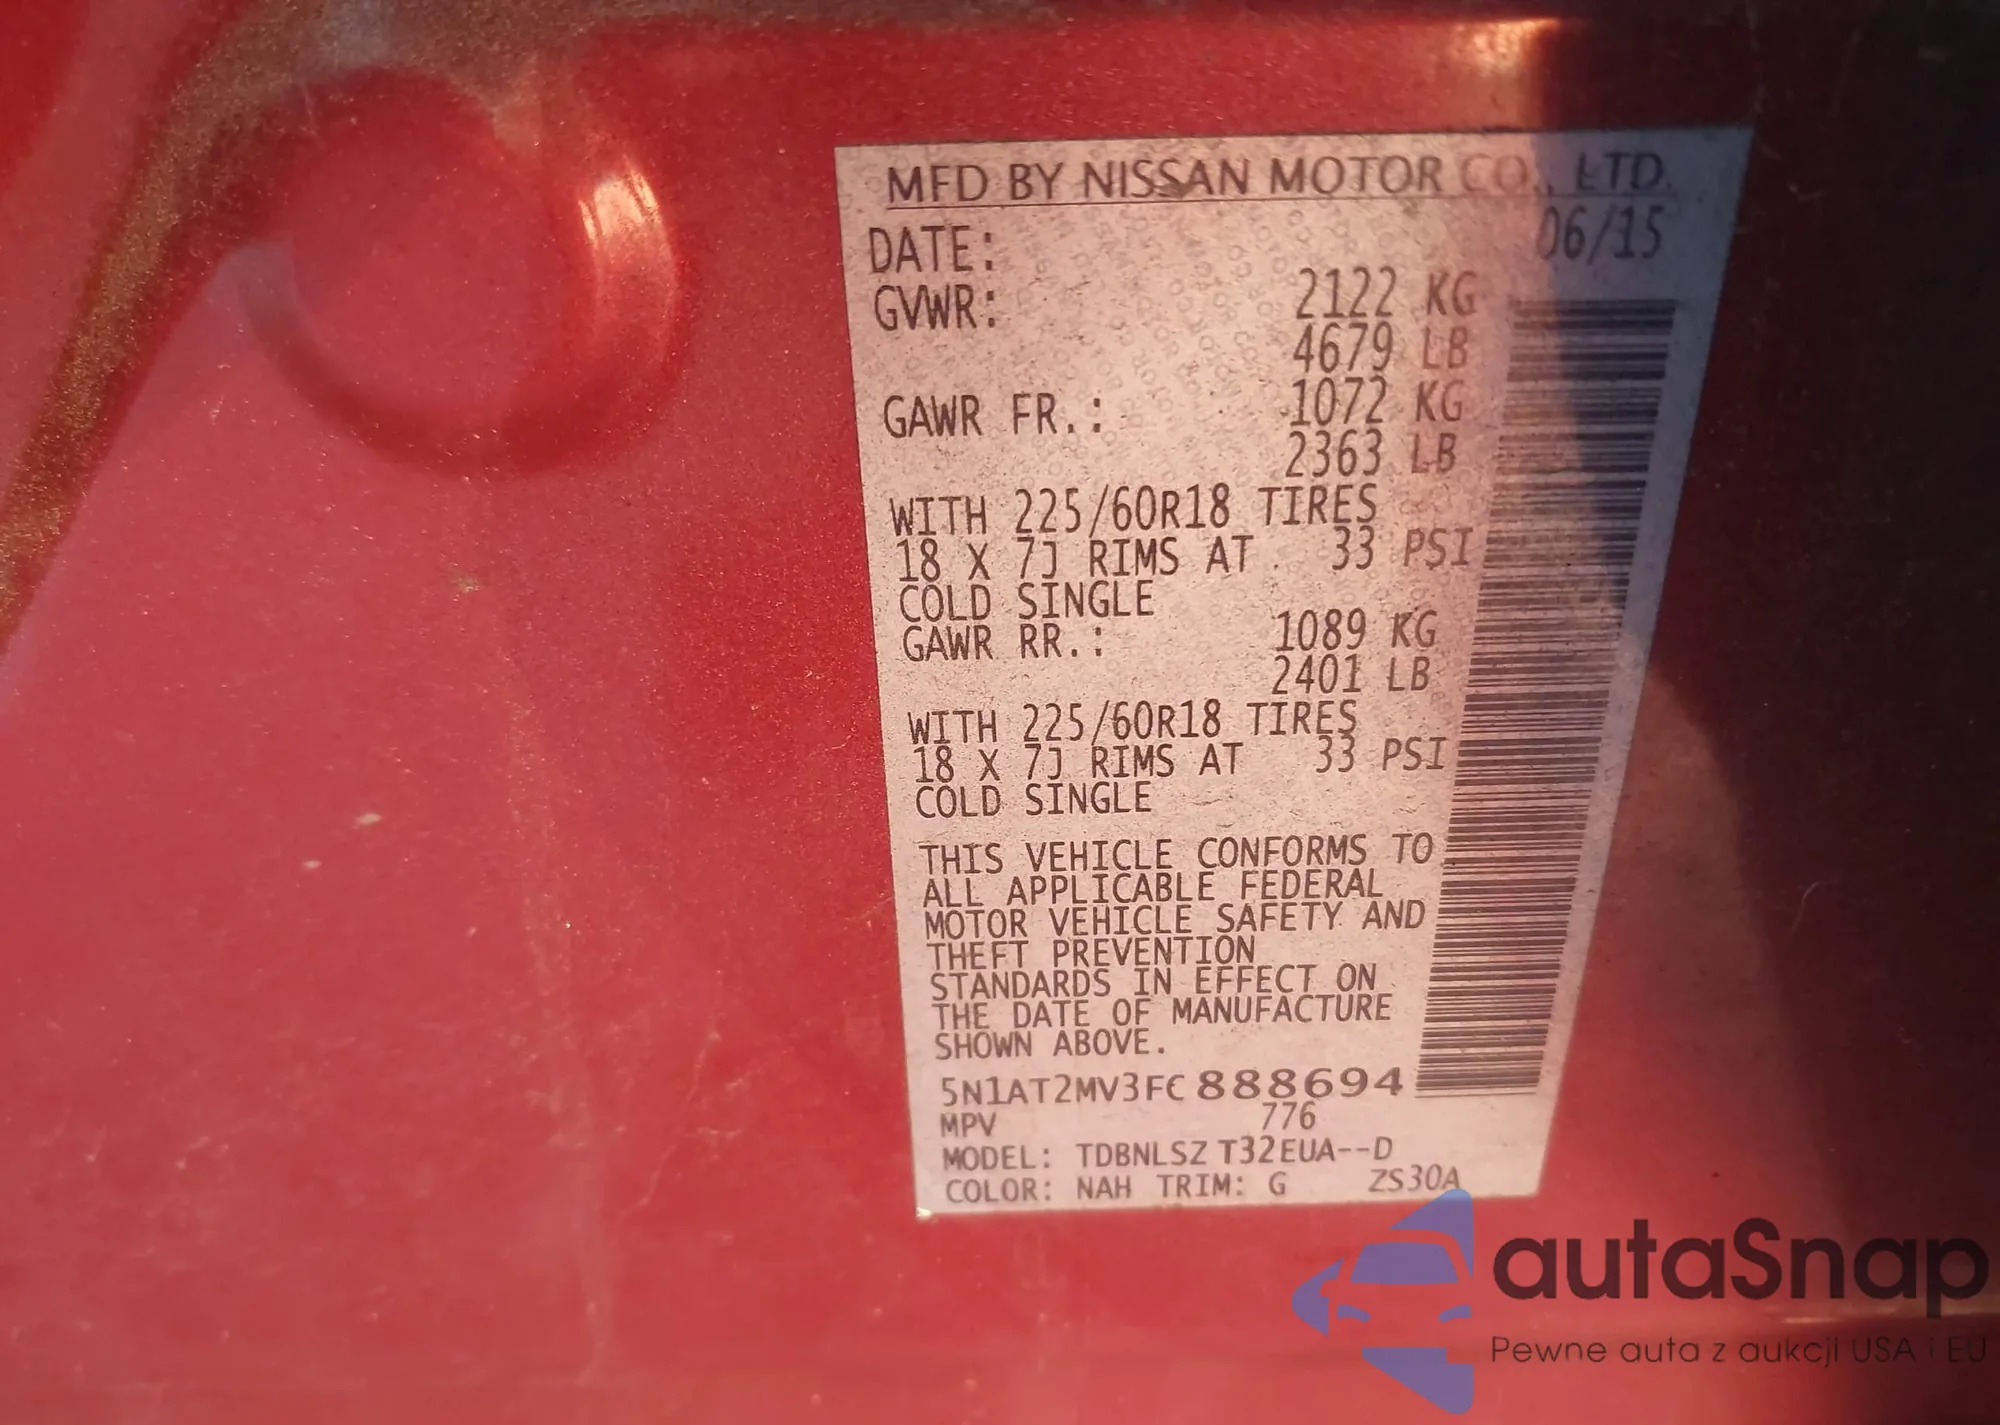 MFD BY NISSAN MOTOR CO., LTD.
DATE: 06/15
GVWR: 2122 KG
4679 LB
GAWR FR.: 1072 KG
2363 LB
WITH 225/60R18 TIRES
18 X 7J RIMS AT 33 PSI
COLD SINGLE
GAWR RR.: 1089 KG
2401 LB
WITH 225/60R18 TIRES
18 X 7J RIMS AT 33 PSI
COLD SINGLE
THIS VEHICLE CONFORMS TO
ALL APPLICABLE FEDERAL
MOTOR VEHICLE SAFETY AND
THEFT PREVENTION
STANDARDS IN EFFECT ON
THE DATE OF MANUFACTURE
SHOWN ABOVE.
5N1AT2MV3FC888694
MPV 776
MODEL: TDBNLSZ T32EUA--D
COLOR: NAH TRIM: G ZS30A
autaSnap
Pewne auta z aukcji USA i EU